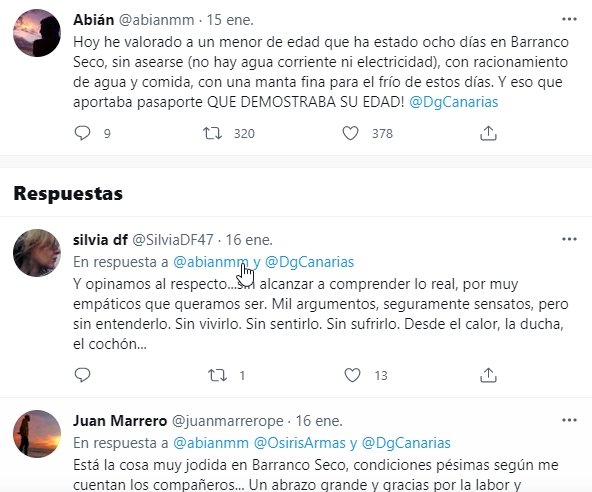 Abián @abianmm · 15 ene.
Hoy he valorado a un menor de edad que ha estado ocho días en Barranco
Seco, sin asearse (no hay agua corriente ni electricidad), con racionamiento
de agua y comida, con una manta fina para el frío de estos días. Y eso que
aportaba pasaporte QUE DEMOSTRABA SU EDAD! @DgCanarias
9 320 378
Respuestas
silvia df @SilviaDF47 · 16 ene.
En respuesta a @abianmm y @DgCanarias
Y opinamos al respecto... alcanzar a comprender lo real, por muy
empáticos que queramos ser. Mil argumentos, seguramente sensatos, pero
sin entenderlo. Sin vivirlo. Sin sentirlo. Sin sufrirlo. Desde el calor, la ducha,
el cochón...
1 13
Juan Marrero @juanmarrerope · 16 ene.
En respuesta a @abianmm @OsirisArmas y @DgCanarias
Está la cosa muy jodida en Barranco Seco, condiciones pésimas según me
cuentan los compañeros... Un abrazo grande y gracias por la labor y